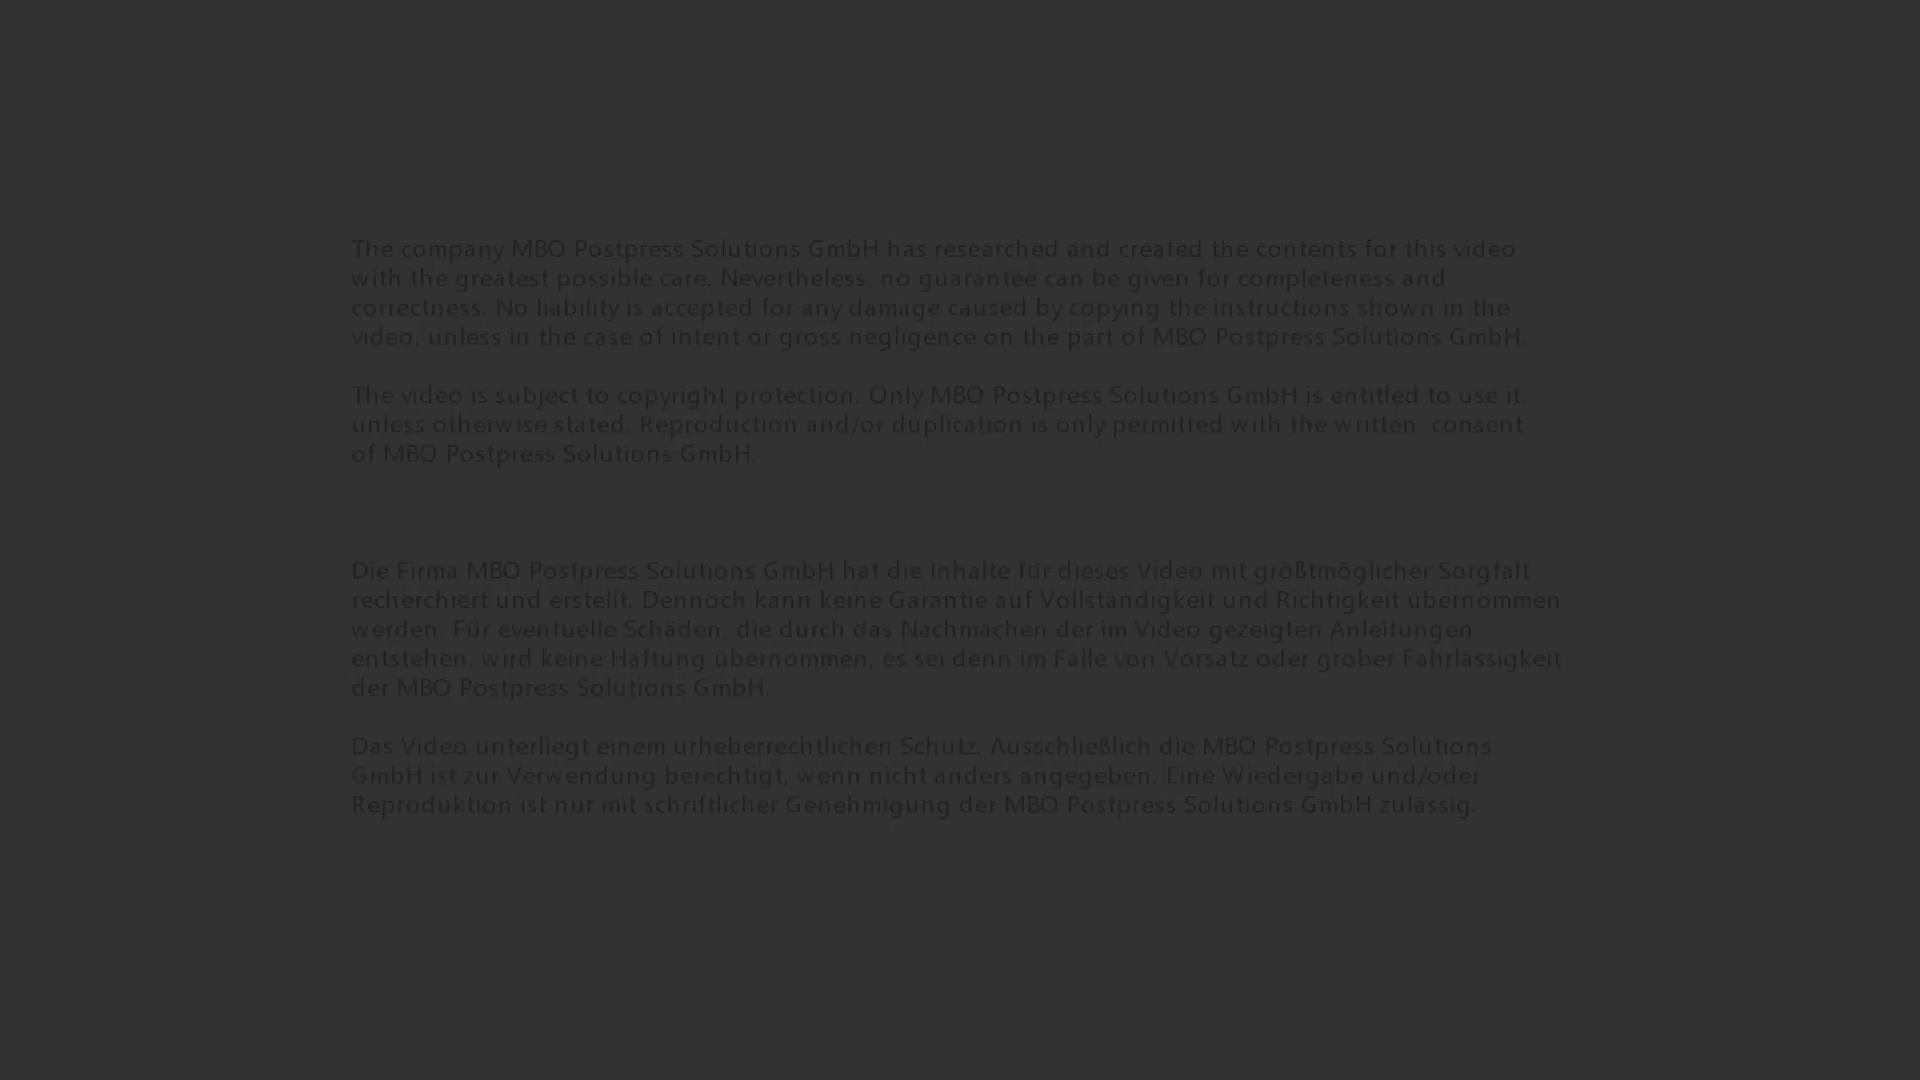 The company MBO Postpress Solutions GmbH has researched and created the contents for this video
with the greatest possible care. Nevertheless, no guarantee can be given for completeness and
correctness. No liability is accepted for any damage caused by copying the instructions shown in the
video, unless in the case of intent or gross negligence on the part of MBO Postpress Solutions GmbH.
The video is subject to copyright protection. Only MBO Postpress Solutions GmbH is entitled to use it,
unless otherwise stated. Reproduction and/or duplication is only permitted with the written consent
of MBO Postpress Solutions GmbH.
Die Firma MBO Postpress Solutions GmbH hat die Inhalte für dieses Video mit größtmöglicher Sorgfalt
recherchiert und erstellt. Dennoch kann keine Garantie auf Vollständigkeit und Richtigkeit übernommen
werden. Für eventuelle Schäden, die durch das Nachmachen der im Video gezeigten Anleitungen
entstehen, wird keine Haftung übernommen, es sei denn im Falle von Vorsatz oder grober Fahrlässigkeit
der MBO Postpress Solutions GmbH.
Das Video unterliegt einem urheberrechtlichen Schutz. Ausschließlich die MBO Postpress Solutions
GmbH ist zur Verwendung berechtigt, wenn nicht anders angegeben. Eine Wiedergabe und/oder
Reproduktion ist nur mit schriftlicher Genehmigung der MBO Postpress Solutions GmbH zulässig.